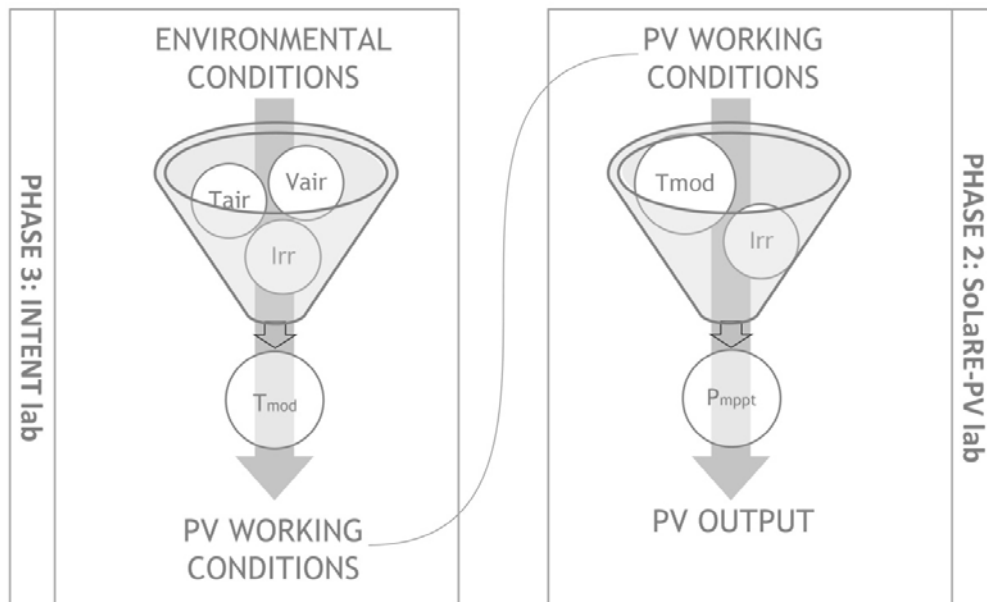 PHASE 3: INTENT lab
ENVIRONMENTAL
CONDITIONS
Tair
Vair
Irr
Tmod
PV WORKING
CONDITIONS
PV WORKING
CONDITIONS
Tmod
Irr
Pmppt
PV OUTPUT
PHASE 2: SoLaRE-PV lab